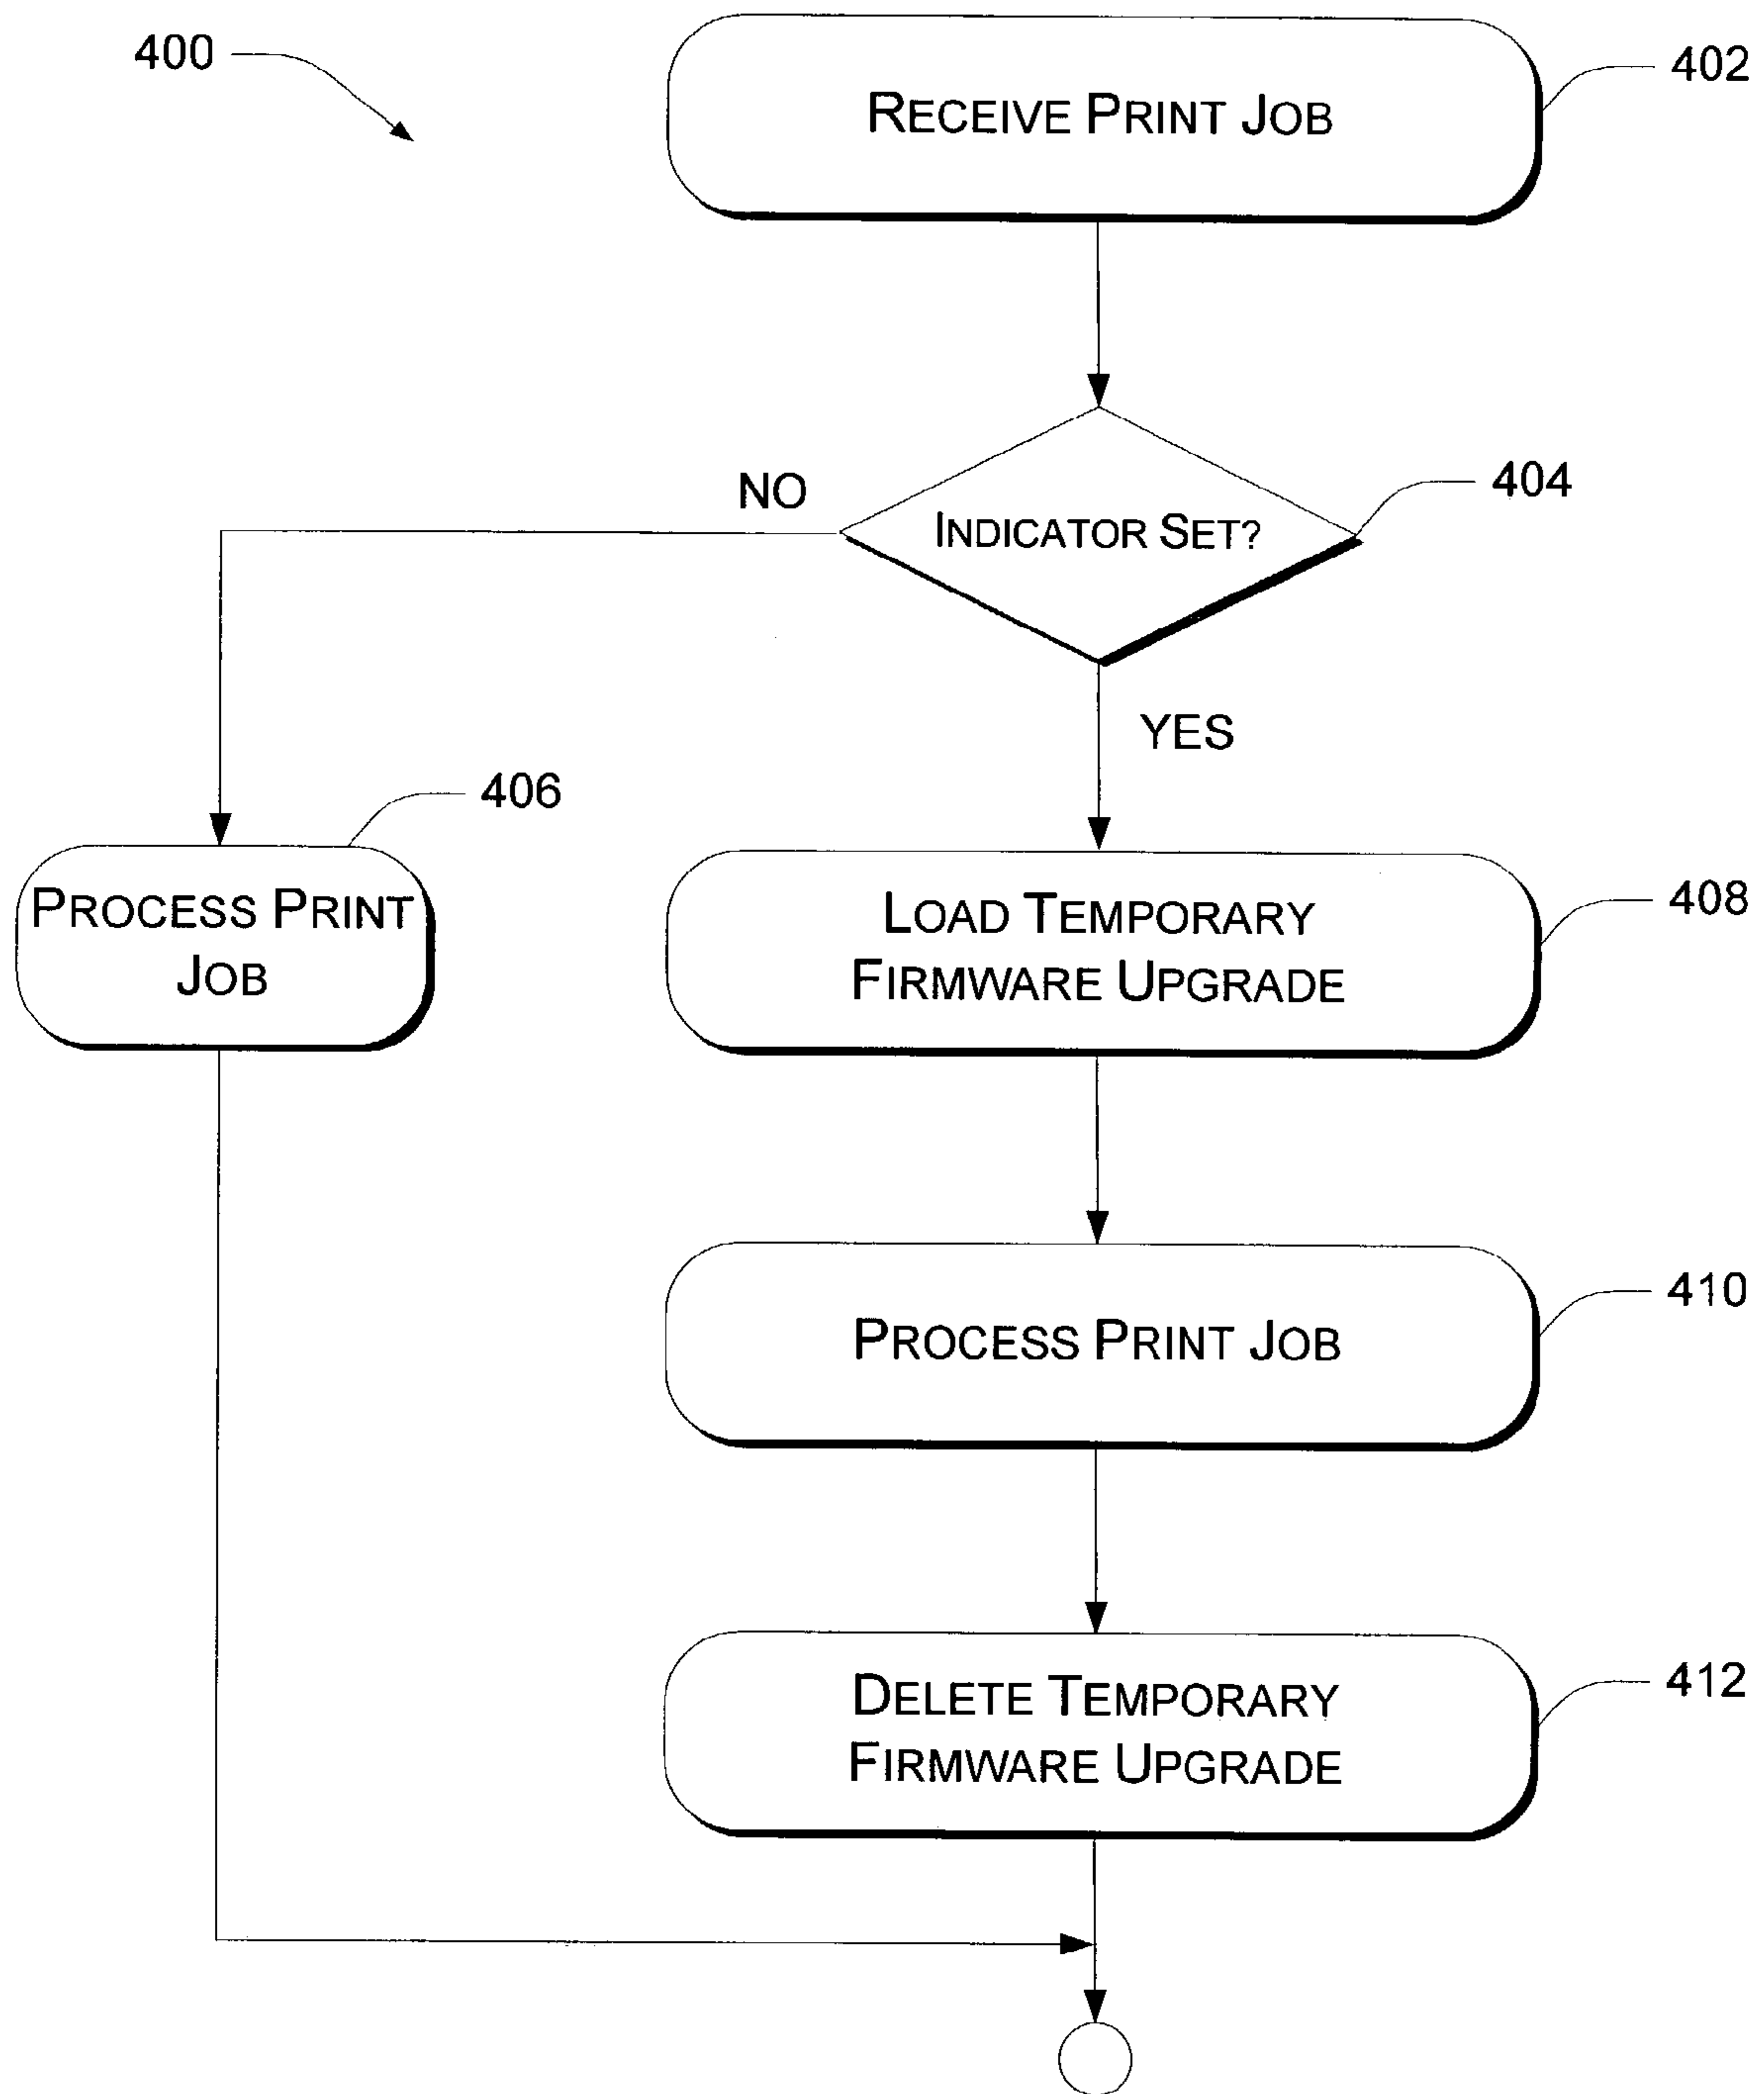 400
402
RECEIVE PRINT JOB
NO
404
INDICATOR SET?
YES
406
PROCESS PRINT
JOB
408
LOAD TEMPORARY
FIRMWARE UPGRADE
410
PROCESS PRINT JOB
412
DELETE TEMPORARY
FIRMWARE UPGRADE